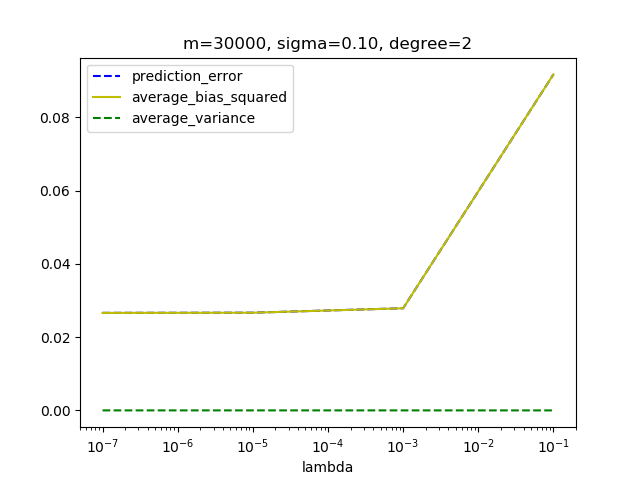 m=30000, sigma=0.10, degree=2
prediction_error
average_bias_squared
average_variance
0.08
0.06
0.04
0.02
0.00
10⁻⁷ 10⁻⁶ 10⁻⁵ 10⁻⁴ 10⁻³ 10⁻² 10⁻¹
lambda